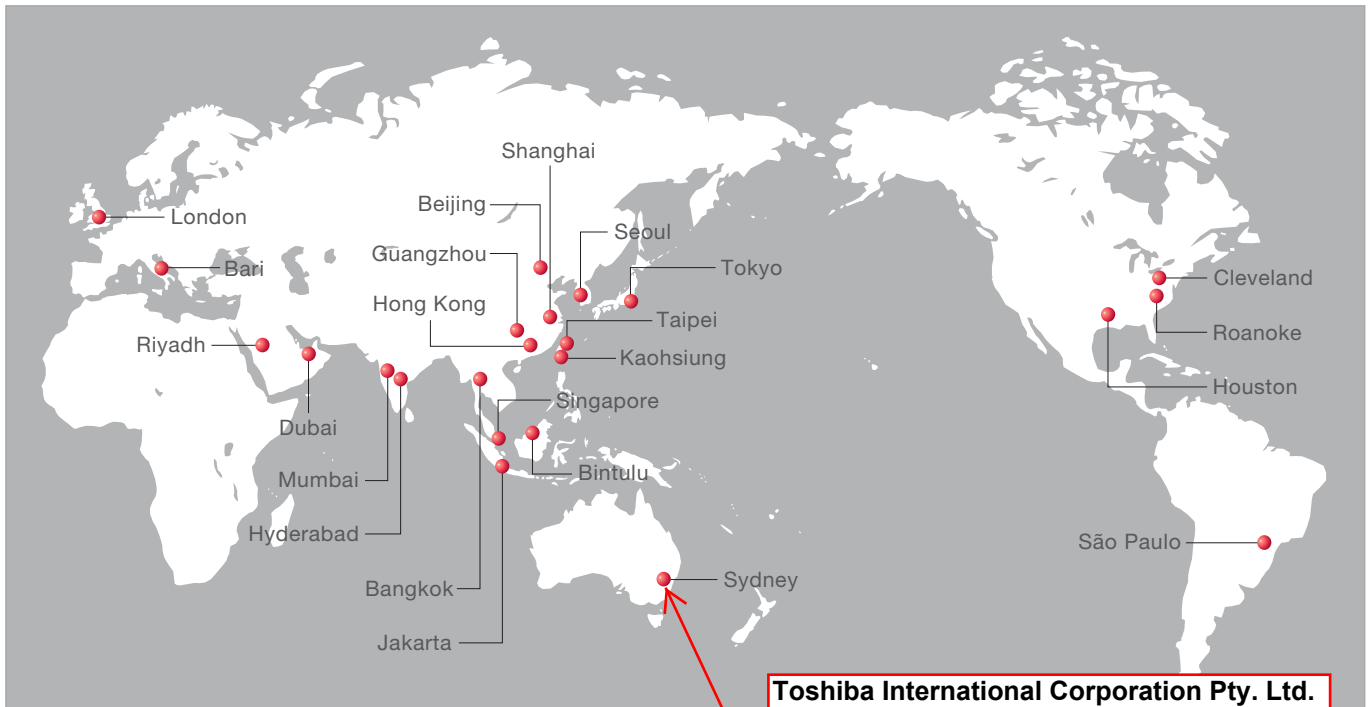 Shanghai
Beijing
Seoul
London
Guangzhou
Tokyo
Bari
Cleveland
Hong Kong
Taipei
Roanoke
Riyadh
Kaohsiung
Houston
Singapore
Dubai
Mumbai
Bintulu
Hyderabad
São Paulo
Sydney
Bangkok
Jakarta
Toshiba International Corporation Pty. Ltd.